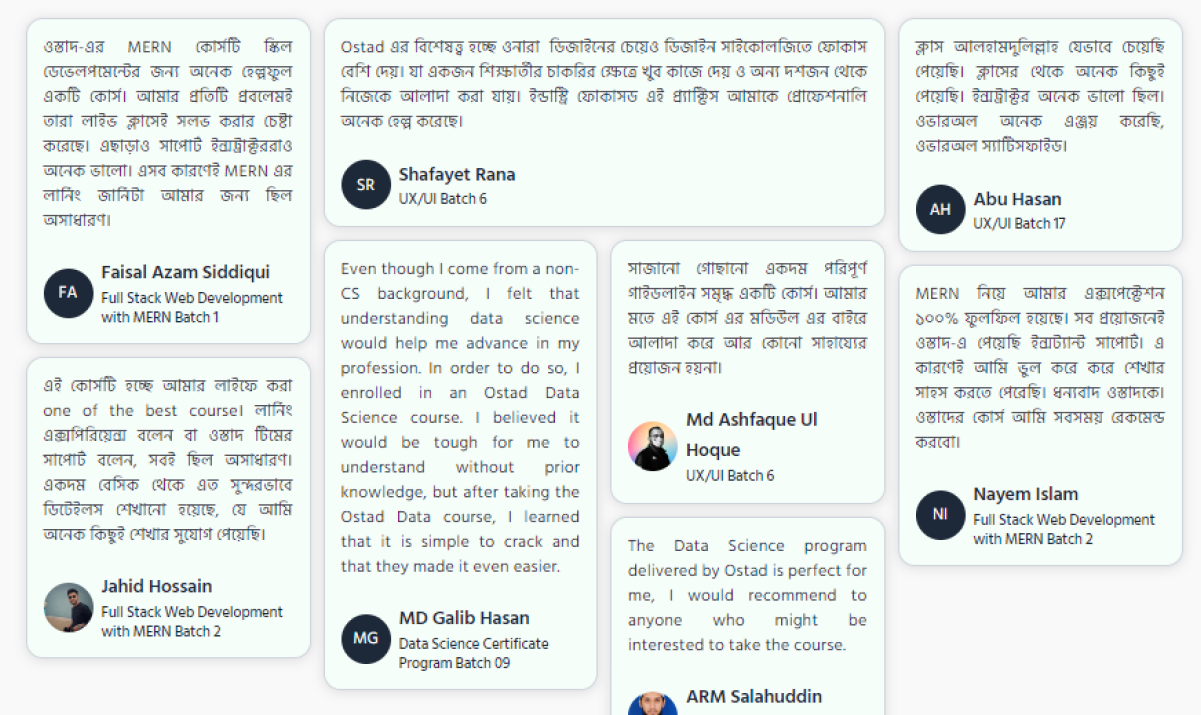 ওস্তাদ-এর MERN কোর্সটি স্কিল
ডেভেলপমেন্টের জন্য অনেক হেল্পফুল
একটি কোর্স। আমার প্রতিটি প্রবলেমই
তারা লাইভ ক্লাসেই সলভ করার চেষ্টা
করেছে। এছাড়াও সাপোর্ট ইন্সট্রাক্টররাও
অনেক ভালো। এসব কারণেই MERN এর
লার্নিং জার্নিটা আমার জন্য ছিল
অসাধারণ।
FA
Faisal Azam Siddiqui
Full Stack Web Development
with MERN Batch 1
এই কোর্সটি হচ্ছে আমার লাইফে করা
one of the best course। লার্নিং
এক্সপিরিয়েন্স বলেন বা ওস্তাদ টিমের
সাপোর্ট বলেন, সবই ছিল অসাধারণ।
একদম বেসিক থেকে এত সুন্দরভাবে
ডিটেইলস শেখানো হয়েছে, যে আমি
অনেক কিছুই শেখার সুযোগ পেয়েছি।
Jahid Hossain
Full Stack Web Development
with MERN Batch 2
Ostad এর বিশেষত্ব হচ্ছে ওনারা ডিজাইনের চেয়েও ডিজাইন সাইকোলজিতে ফোকাস
বেশি দেয়। যা একজন শিক্ষার্তীর চাকরির ক্ষেত্রে খুব কাজে দেয় ও অন্য দশজন থেকে
নিজেকে আলাদা করা যায়। ইন্ডাস্ট্রি ফোকাসড এই প্র্যাক্টিস আমাকে প্রোফেশনালি
অনেক হেল্প করেছে।
SR
Shafayet Rana
UX/UI Batch 6
Even though I come from a non-
CS background, I felt that
understanding data science
would help me advance in my
profession. In order to do so, I
enrolled in an Ostad Data
Science course. I believed it
would be tough for me to
understand without prior
knowledge, but after taking the
Ostad Data course, I learned
that it is simple to crack and
that they made it even easier.
MG
MD Galib Hasan
Data Science Certificate
Program Batch 09
সাজানো গোছানো একদম পরিপূর্ণ
গাইডলাইন সমৃদ্ধ একটি কোর্স। আমার
মতে এই কোর্স এর মডিউল এর বাইরে
আলাদা করে আর কোনো সাহায্যের
প্রয়োজন হয়না।
Md Ashfaque Ul
Hoque
UX/UI Batch 6
The Data Science program
delivered by Ostad is perfect for
me, I would recommend to
anyone who might be
interested to take the course.
ARM Salahuddin
ক্লাস আলহামদুলিল্লাহ যেভাবে চেয়েছি
পেয়েছি। ক্লাসের থেকে অনেক কিছুই
পেয়েছি। ইন্সট্রাক্টর অনেক ভালো ছিল।
ওভারঅল অনেক এঞ্জয় করেছি,
ওভারঅল স্যাটিসফাইড।
AH
Abu Hasan
UX/UI Batch 17
MERN নিয়ে আমার এক্সপেক্টেশন
১০০% ফুলফিল হয়েছে। সব প্রয়োজনেই
ওস্তাদ-এ পেয়েছি ইন্সট্যান্ট সাপোর্ট। এ
কারণেই আমি ভুল করে করে শেখার
সাহস করতে পেরেছি। ধন্যবাদ ওস্তাদকে।
ওস্তাদের কোর্স আমি সবসময় রেকমেন্ড
করবো।
NI
Nayem Islam
Full Stack Web Development
with MERN Batch 2